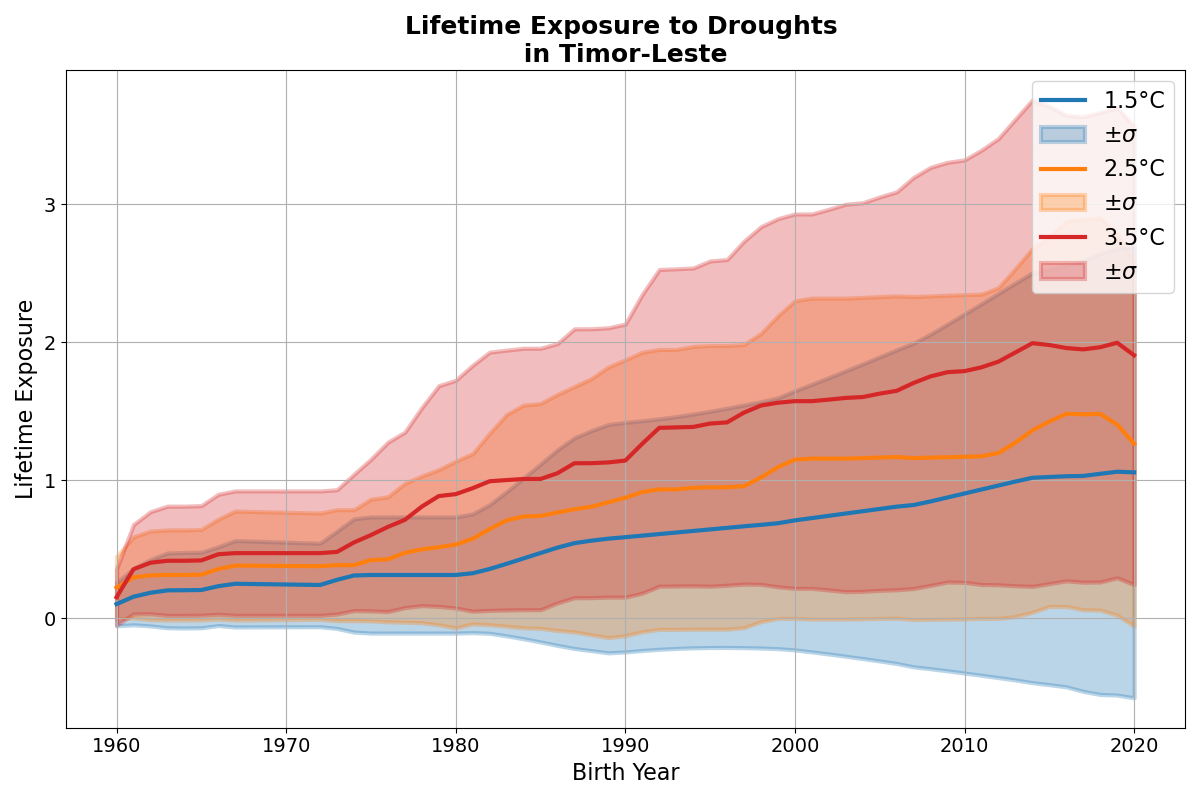 Lifetime Exposure to Droughts
in Timor-Leste
1.5°C
±σ
2.5°C
±σ
3.5°C
±σ
Lifetime Exposure
3
2
1
0
1960 1970 1980 1990 2000 2010 2020
Birth Year